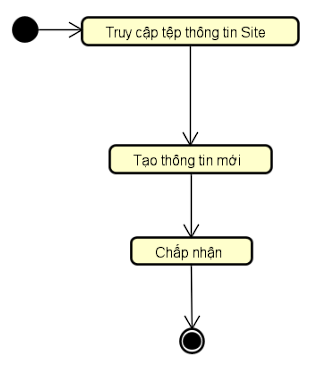 Truy cập tệp thông tin Site
Tạo thông tin mới
Chấp nhận